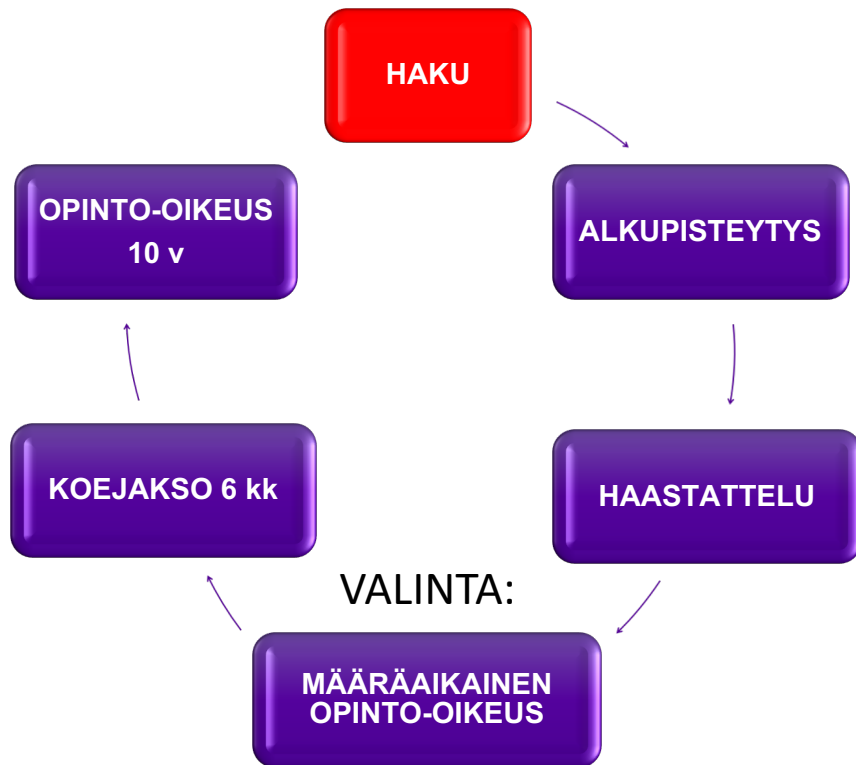 HAKU
ALKUPISTEYTYS
HAASTATTELU
VALINTA:
MÄÄRÄAIKAINEN
OPINTO-OIKEUS
KOEJAKSO 6 kk
OPINTO-OIKEUS
10 v